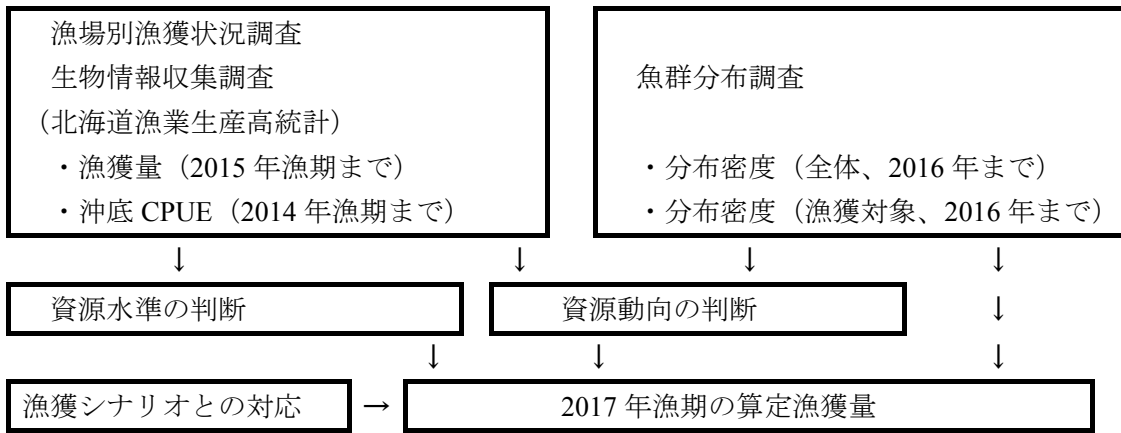 漁場別漁獲状況調査
生物情報収集調査
（北海道漁業生産高統計）
・漁獲量（2015 年漁期まで）
・沖底 CPUE（2014 年漁期まで）
魚群分布調査
・分布密度（全体、2016 年まで）
・分布密度（漁獲対象、2016 年まで）
↓ ↓ ↓ ↓
資源水準の判断
資源動向の判断
↓
↓ ↓ ↓
漁獲シナリオとの対応
→
2017 年漁期の算定漁獲量